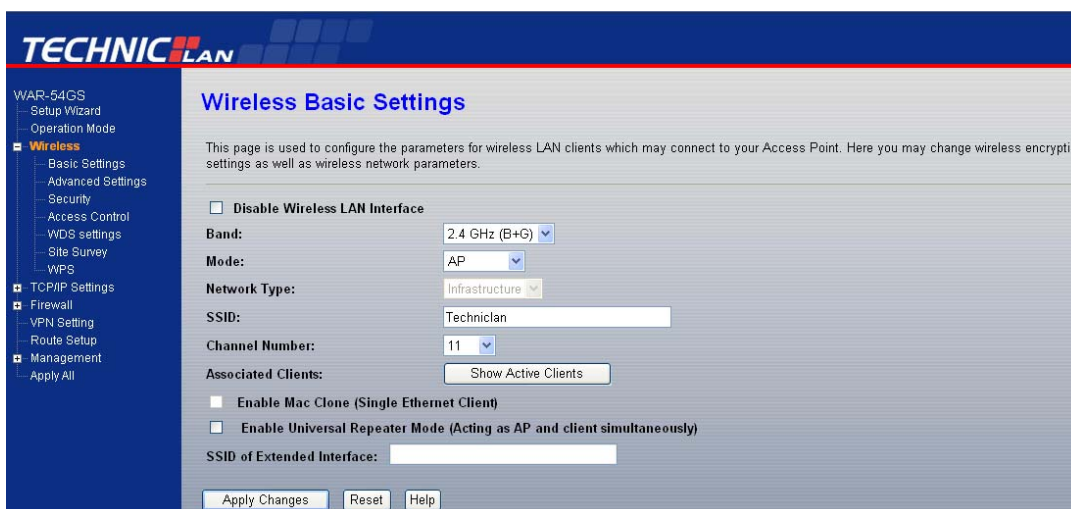 TECHNIC LAN
WAR-54GS
Setup Wizard
Operation Mode
Wireless
Basic Settings
Advanced Settings
Security
Access Control
WDS settings
Site Survey
WPS
TCP/IP Settings
Firewall
VPN Setting
Route Setup
Management
Apply All
Wireless Basic Settings
This page is used to configure the parameters for wireless LAN clients which may connect to your Access Point. Here you may change wireless encrypti
settings as well as wireless network parameters.
Disable Wireless LAN Interface
Band: 2.4 GHz (B+G)
Mode: AP
Network Type: Infrastructure
SSID: Techniclan
Channel Number: 11
Associated Clients: Show Active Clients
Enable Mac Clone (Single Ethernet Client)
Enable Universal Repeater Mode (Acting as AP and client simultaneously)
SSID of Extended Interface:
Apply Changes Reset Help